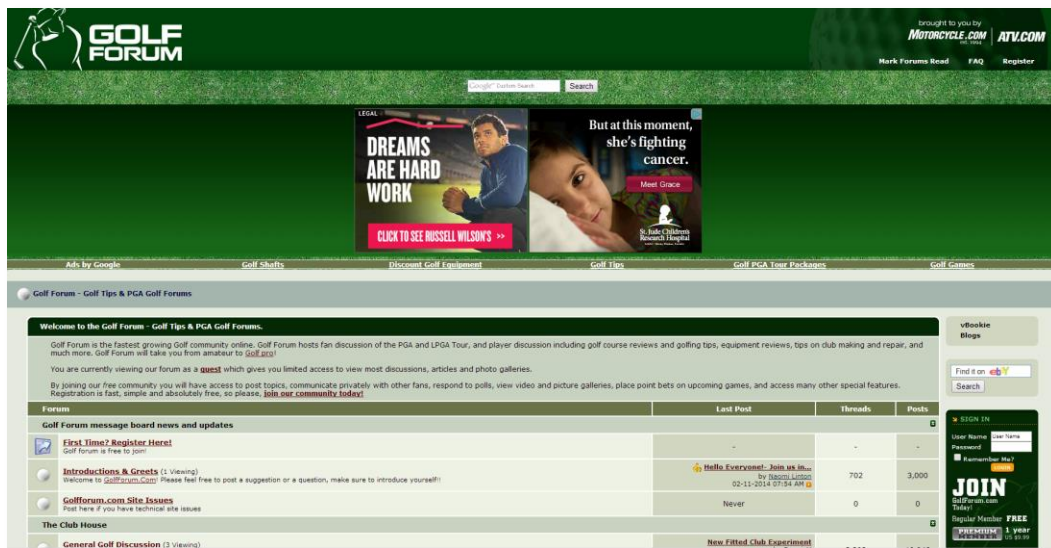 GOLF
FORUM
brought to you by
MOTORCYCLE.COM
ATV.COM
Mark Forums Read FAQ Register
Google™ Custom Search Search
LEGAL
DREAMS
ARE HARD
WORK
CLICK TO SEE RUSSELL WILSON'S >>
But at this moment,
she's fighting
cancer.
Meet Grace
St. Jude Children's
Research Hospital
Ads by Google Golf Shafts Discount Golf Equipment Golf Tips Golf PGA Tour Packages Golf Games
Golf Forum - Golf Tips & PGA Golf Forums
Welcome to the Golf Forum - Golf Tips & PGA Golf Forums.
Golf Forum is the fastest growing Golf community online. Golf Forum hosts fan discussion of the PGA and LPGA Tour, and player discussion including golf course reviews and golfing tips, equipment reviews, tips on club making and repair, and
much more. Golf Forum will take you from amateur to Golf pro!
You are currently viewing our forum as a guest which gives you limited access to view most discussions, articles and photo galleries.
By joining our free community you will have access to post topics, communicate privately with other fans, respond to polls, view video and picture galleries, place point bets on upcoming games, and access many other special features.
Registration is fast, simple and absolutely free, so please, join our community today!
Forum Last Post Threads Posts
Golf Forum message board news and updates
First Time? Register Here!
Golf forum is free to join!
- - -
Introductions & Greets (1 Viewing)
Welcome to Golfforum.Com! Please feel free to post a suggestion or a question, make sure to introduce yourself!!
Hello Everyone!- Join us in...
by Naomi Linton
02-11-2014 07:54 AM
702 3,000
Golfforum.com Site Issues
Post here if you have technical site issues
Never 0 0
The Club House
General Golf Discussion (3 Viewing)
New Fitted Club Experiment
vBookie
Blogs
Find it on ebY
Search
SIGN IN
User Name User Name
Password
Remember Me?
LOGIN
JOIN
GolfForum.com
Today!
Regular Member FREE
PREMIUM 1 year
MEMBER US $9.99